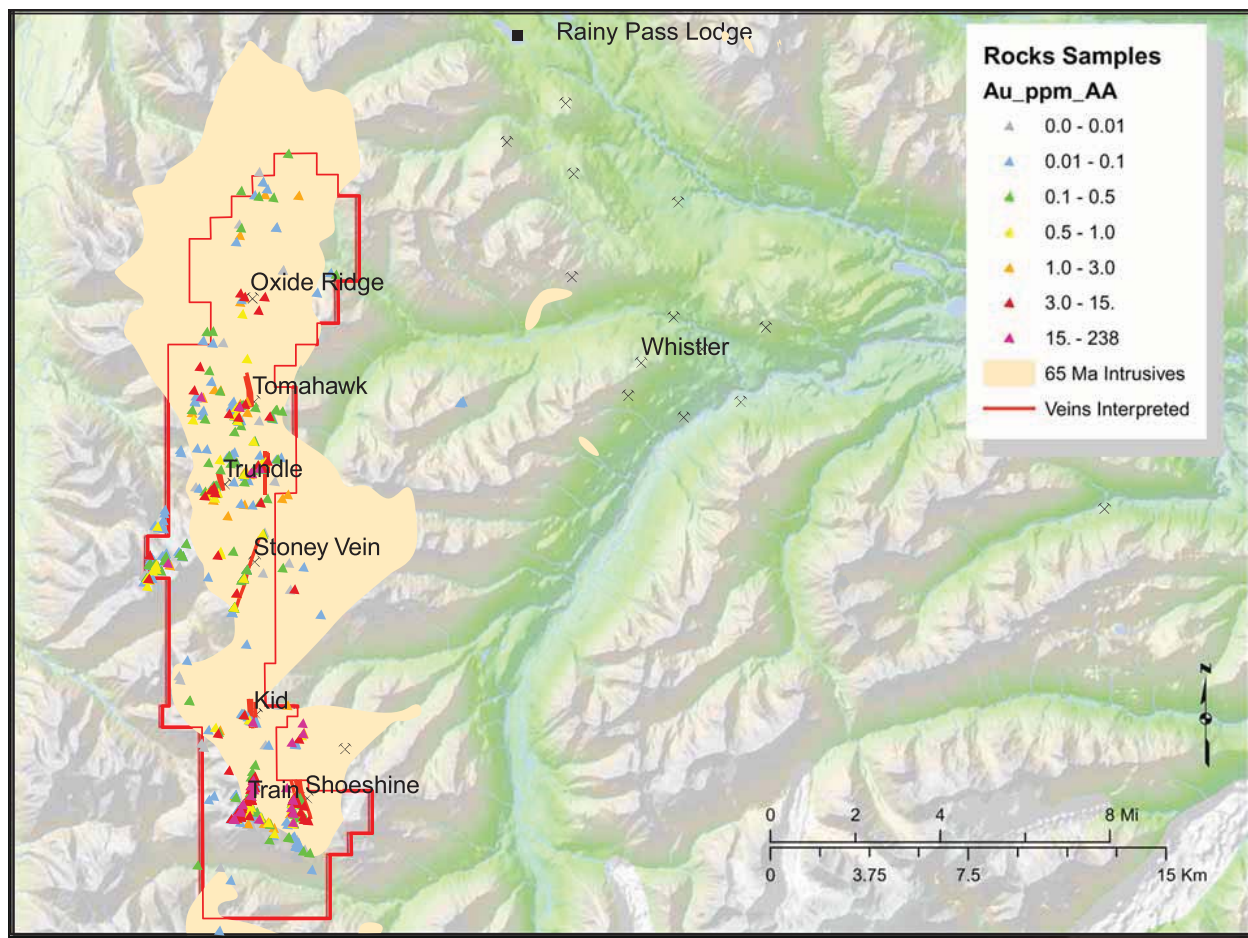 Rainy Pass Lodge
Rocks Samples
Au_ppm_AA
0.0 - 0.01
0.01 - 0.1
0.1 - 0.5
0.5 - 1.0
1.0 - 3.0
3.0 - 15.
15. - 238
65 Ma Intrusives
Veins Interpreted
Oxide Ridge
Whistler
Tomahawk
Trundle
Stoney Vein
Kid
Train
Shoeshine
N
0 2 4 8 Mi
0 3.75 7.5 15 Km